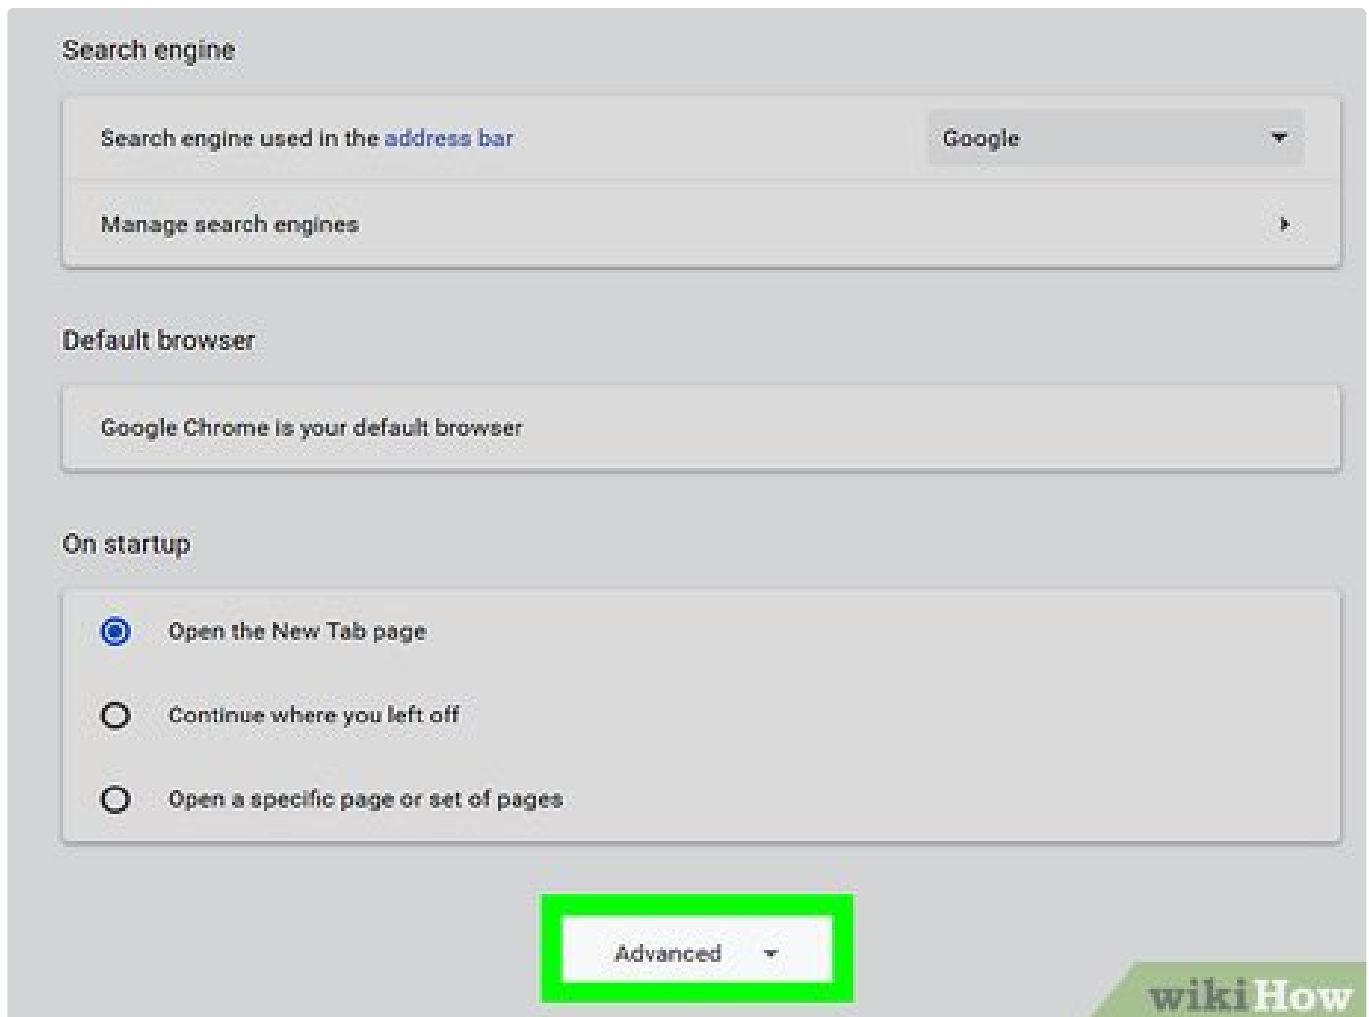 Search engine
Search engine used in the address bar
Google
Manage search engines
Default browser
Google Chrome is your default browser
On startup
Open the New Tab page
Continue where you left off
Open a specific page or set of pages
Advanced
wikiHow